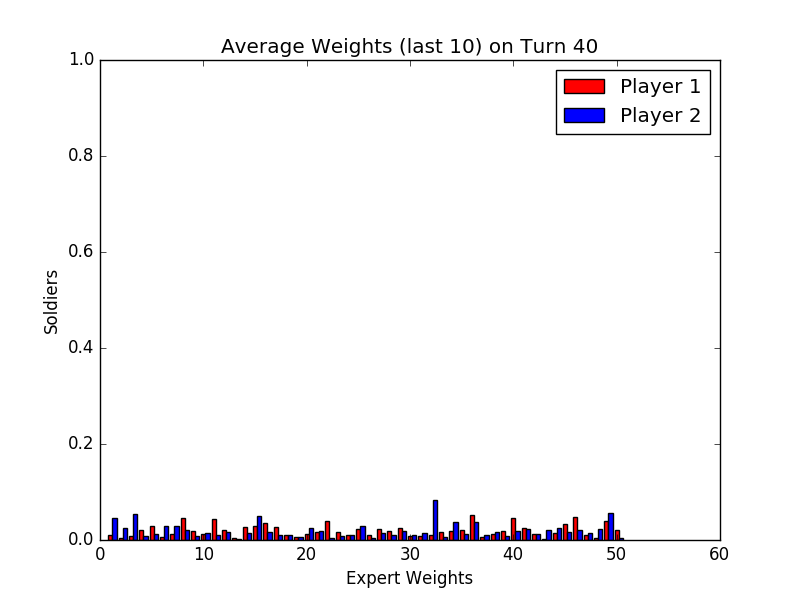 Average Weights (last 10) on Turn 40
1.0
Player 1
Player 2
0.8
0.6
Soldiers
0.4
0.2
0.0
0 10 20 30 40 50 60
Expert Weights